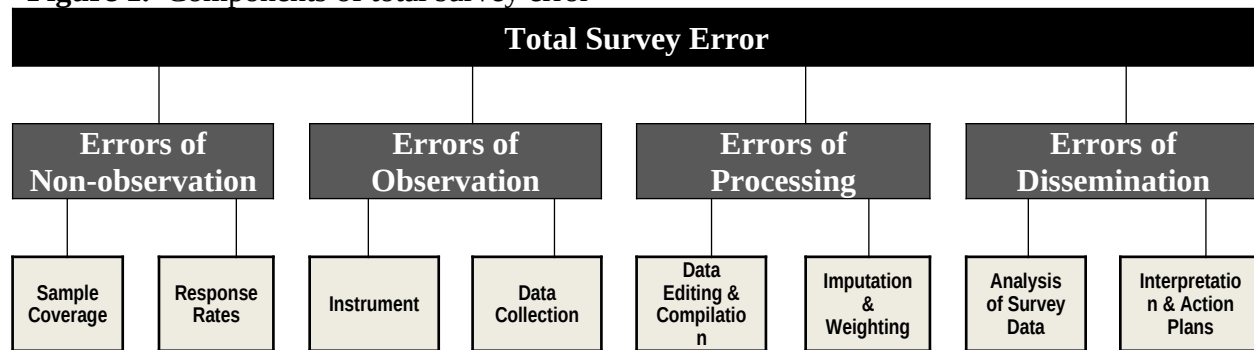 Figure 1. Components of total survey error
Total Survey Error
Errors of
Non-observation
Errors of
Observation
Errors of
Processing
Errors of
Dissemination
Sample
Coverage
Response
Rates
Instrument
Data
Collection
Data
Editing &
Compilatio
n
Imputation
&
Weighting
Analysis
of Survey
Data
Interpretatio
n & Action
Plans